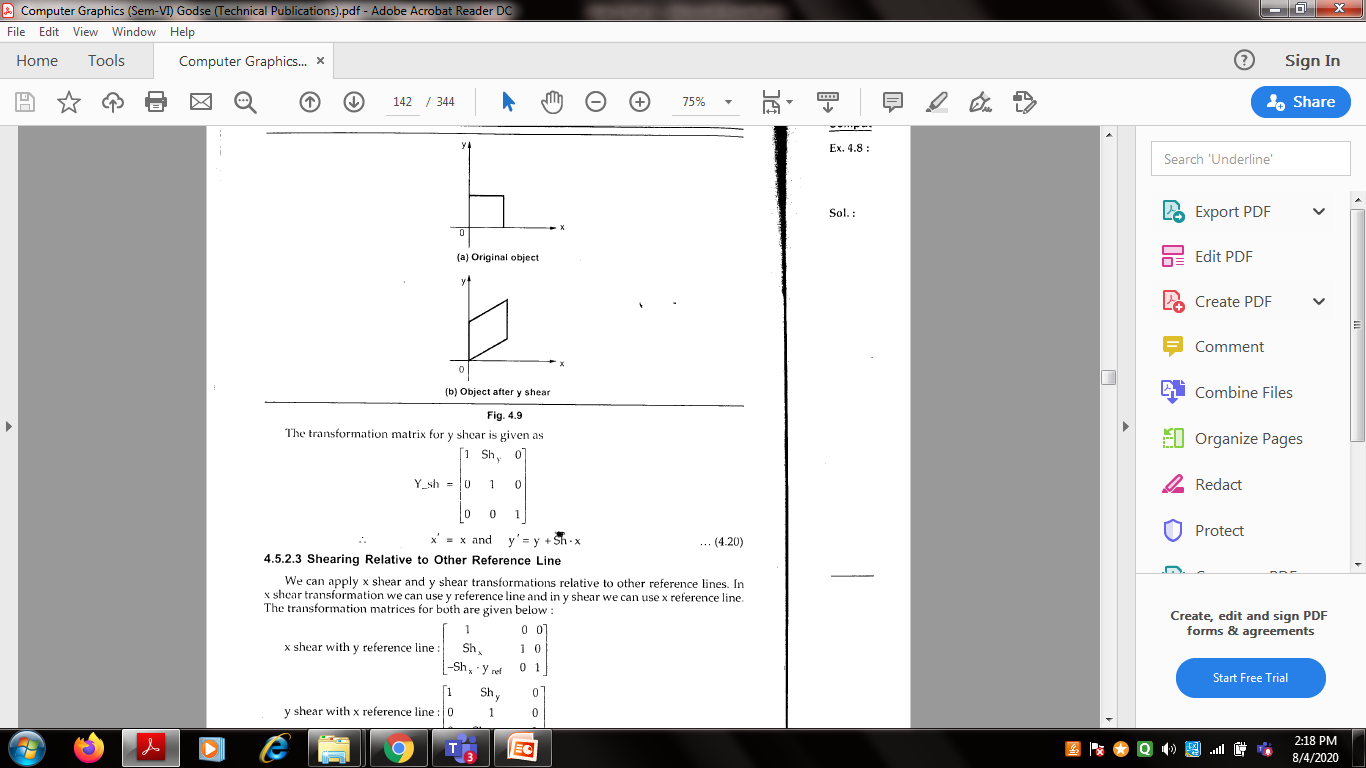 Computer Graphics (Sem-VI) Godse (Technical Publications).pdf - Adobe Acrobat Reader DC
File Edit View Window Help
Home Tools Computer Graphics... × ? Sign In
142 / 344 75% Share
Ex. 4.8 :
Sol. :
y
0 x
(a) Original object
y
0 x
(b) Object after y shear
Fig. 4.9
The transformation matrix for y shear is given as
1 Sh y 0
Y_sh = 0 1 0
0 0 1
∴ x' = x and y' = y + Sh · x ... (4.20)
4.5.2.3 Shearing Relative to Other Reference Line
We can apply x shear and y shear transformations relative to other reference lines. In
x shear transformation we can use y reference line and in y shear we can use x reference line.
The transformation matrices for both are given below :
1 0 0
x shear with y reference line : Sh x 1 0
-Sh x · y ref 0 1
1 Sh y 0
y shear with x reference line : 0 1 0
Search 'Underline'
Export PDF
Edit PDF
Create PDF
Comment
Combine Files
Organize Pages
Redact
Protect
Create, edit and sign PDF
forms & agreements
Start Free Trial
3
2:18 PM
8/4/2020